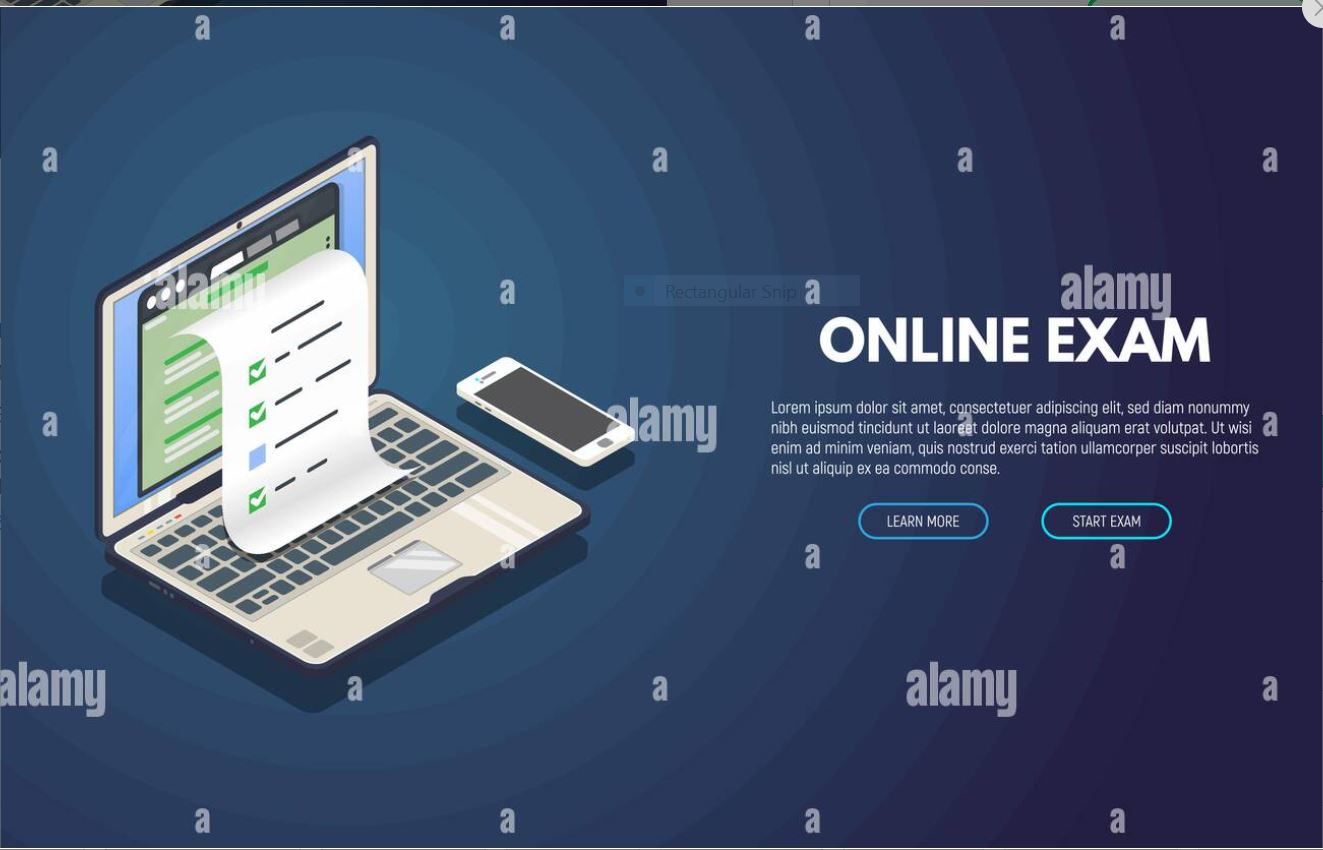 a a a a
a a a a
alamy a a alamy
Rectangular Snip
ONLINE EXAM
a alamy a a
Lorem ipsum dolor sit amet, consectetuer adipiscing elit, sed diam nonummy
nibh euismod tincidunt ut laoreet dolore magna aliquam erat volutpat. Ut wisi
enim ad minim veniam, quis nostrud exerci tation ullamcorper suscipit lobortis
nisl ut aliquip ex ea commodo conse.
LEARN MORE START EXAM
a a a a
alamy a a alamy a
a a a a